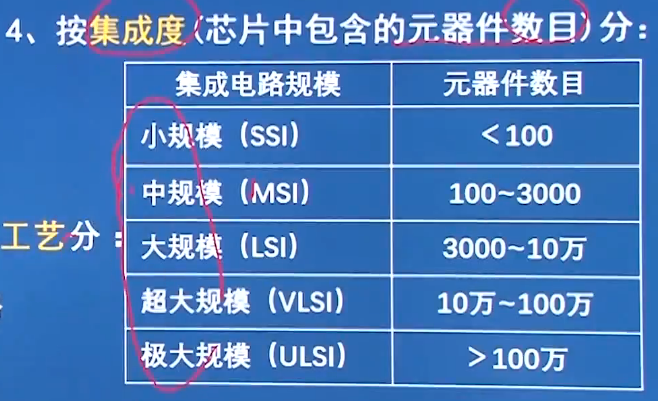 4、按集成度(芯片中包含的元器件数目)分：
集成电路规模 元器件数目
小规模（SSI） <100
中规模（MSI） 100~3000
工艺分：
大规模（LSI） 3000~10万
超大规模（VLSI） 10万~100万
极大规模（ULSI） >100万